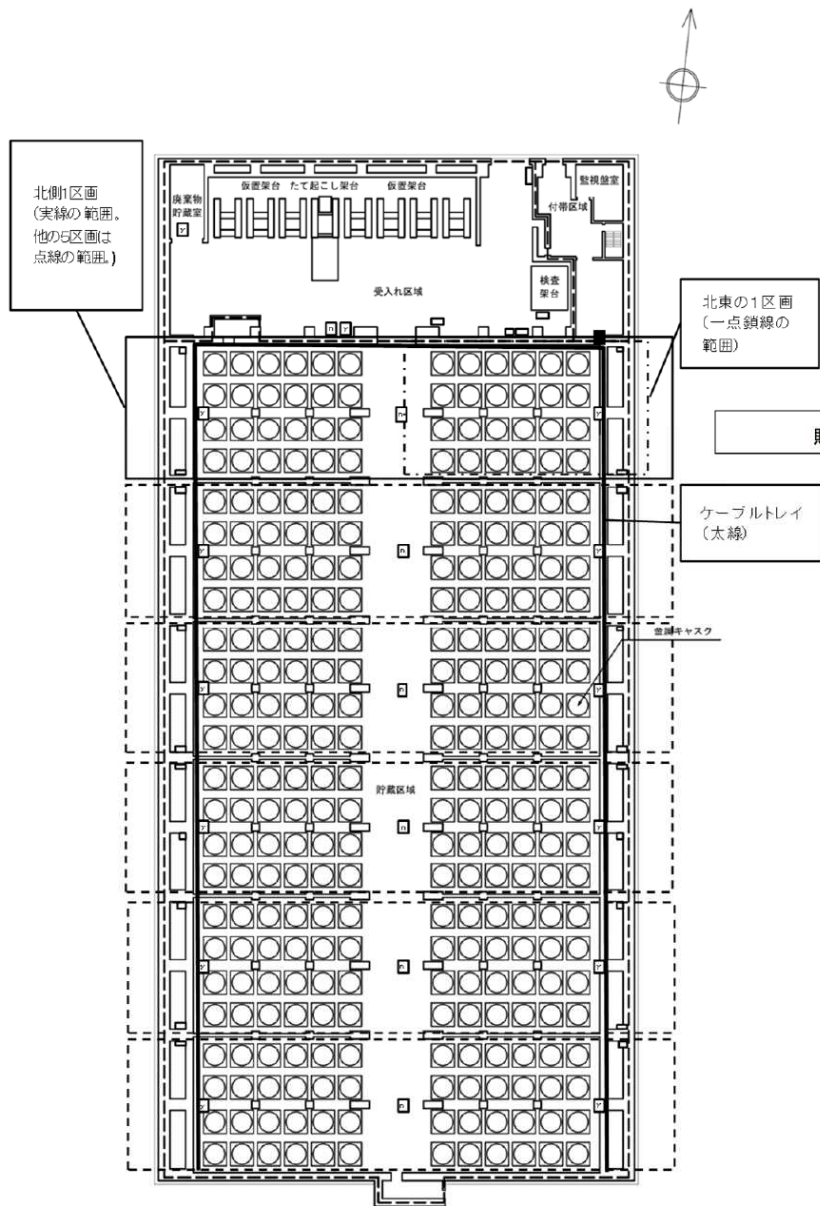 北側1区画
(実線の範囲。
他の5区画は
点線の範囲。)
廃棄物
貯蔵室
仮置架台
たて起こし架台
仮置架台
監視盤室
付帯区域
検査
架台
受入れ区域
γ
n
γ
北東の1区画
(一点鎖線の
範囲)
γ
n
γ
ケーブルトレイ
(太線)
γ
n
γ
金属キャスク
γ
n
γ
貯蔵区域
γ
n
γ
γ
n
γ
γ
n
γ